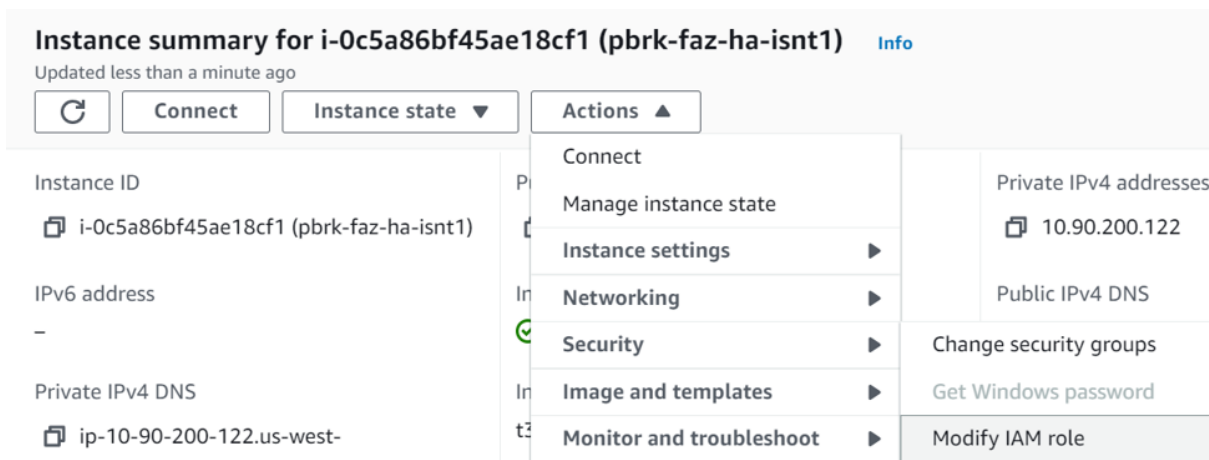 Instance summary for i-0c5a86bf45ae18cf1 (pbrk-faz-ha-isnt1) Info
Updated less than a minute ago
Connect Instance state Actions
Connect
Manage instance state
Instance settings
Networking
Security
Image and templates
Monitor and troubleshoot
Change security groups
Get Windows password
Modify IAM role
Instance ID
i-0c5a86bf45ae18cf1 (pbrk-faz-ha-isnt1)
IPv6 address
–
Private IPv4 DNS
ip-10-90-200-122.us-west-
Private IPv4 addresses
10.90.200.122
Public IPv4 DNS